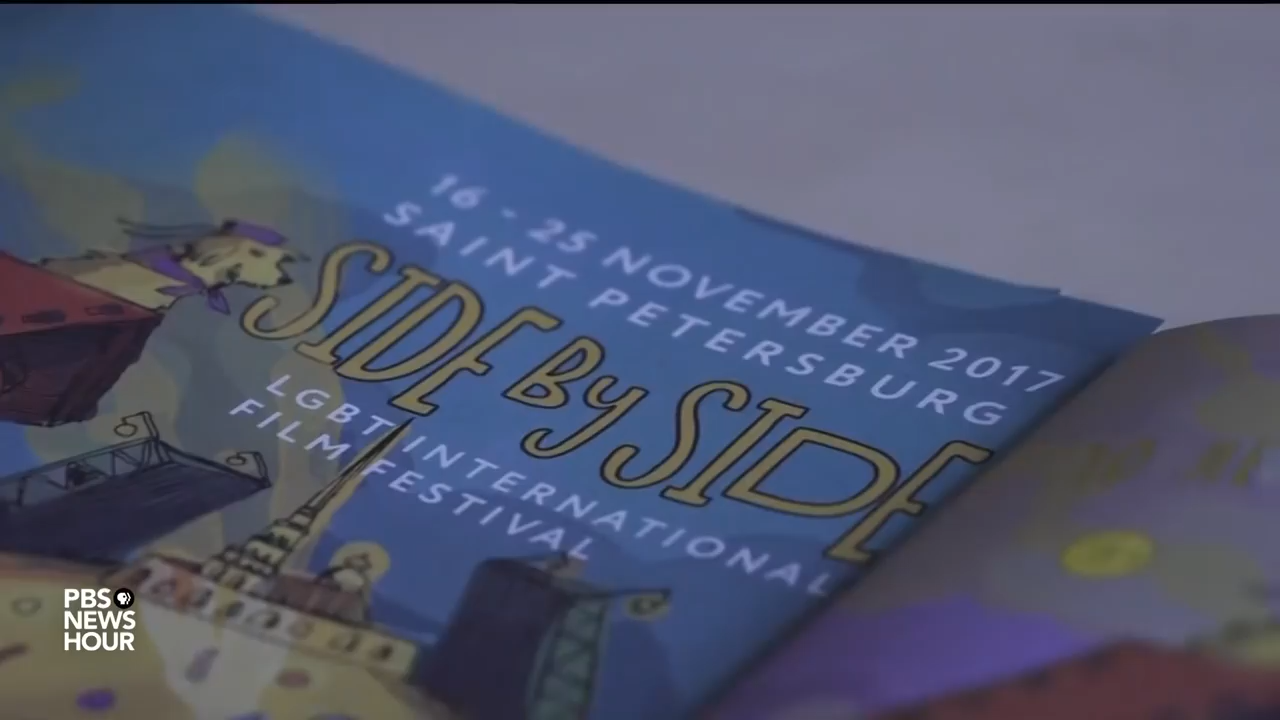 16 - 25 NOVEMBER 2017
SAINT PETERSBURG
SIDE BY SIDE
LGBT INTERNATIONAL
FILM FESTIVAL
PBS
NEWS
HOUR